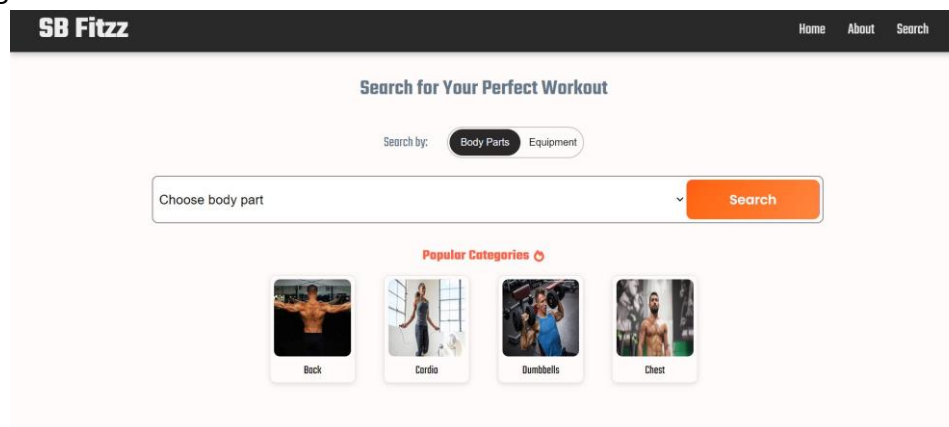 SB Fitzz Home About Search
Search for Your Perfect Workout
Search by: Body Parts Equipment
Choose body part Search
Popular Categories
Back Cardio Dumbbells Chest